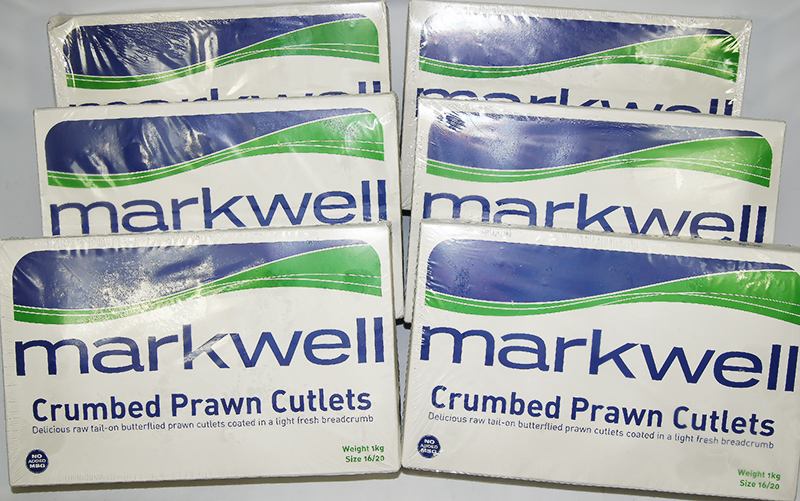 markwell
markwell
markwell
markwell
markwell
Crumbed Prawn Cutlets
Delicious raw tail-on butterflied prawn cutlets coated in a light fresh breadcrumb
NO
ADDED
MSG
Weight 1kg
Size 16/20
markwell
Crumbed Prawn Cutlets
Delicious raw tail-on butterflied prawn cutlets coated in a light fresh breadcrumb
NO
ADDED
MSG
Weight 1kg
Size 16/20